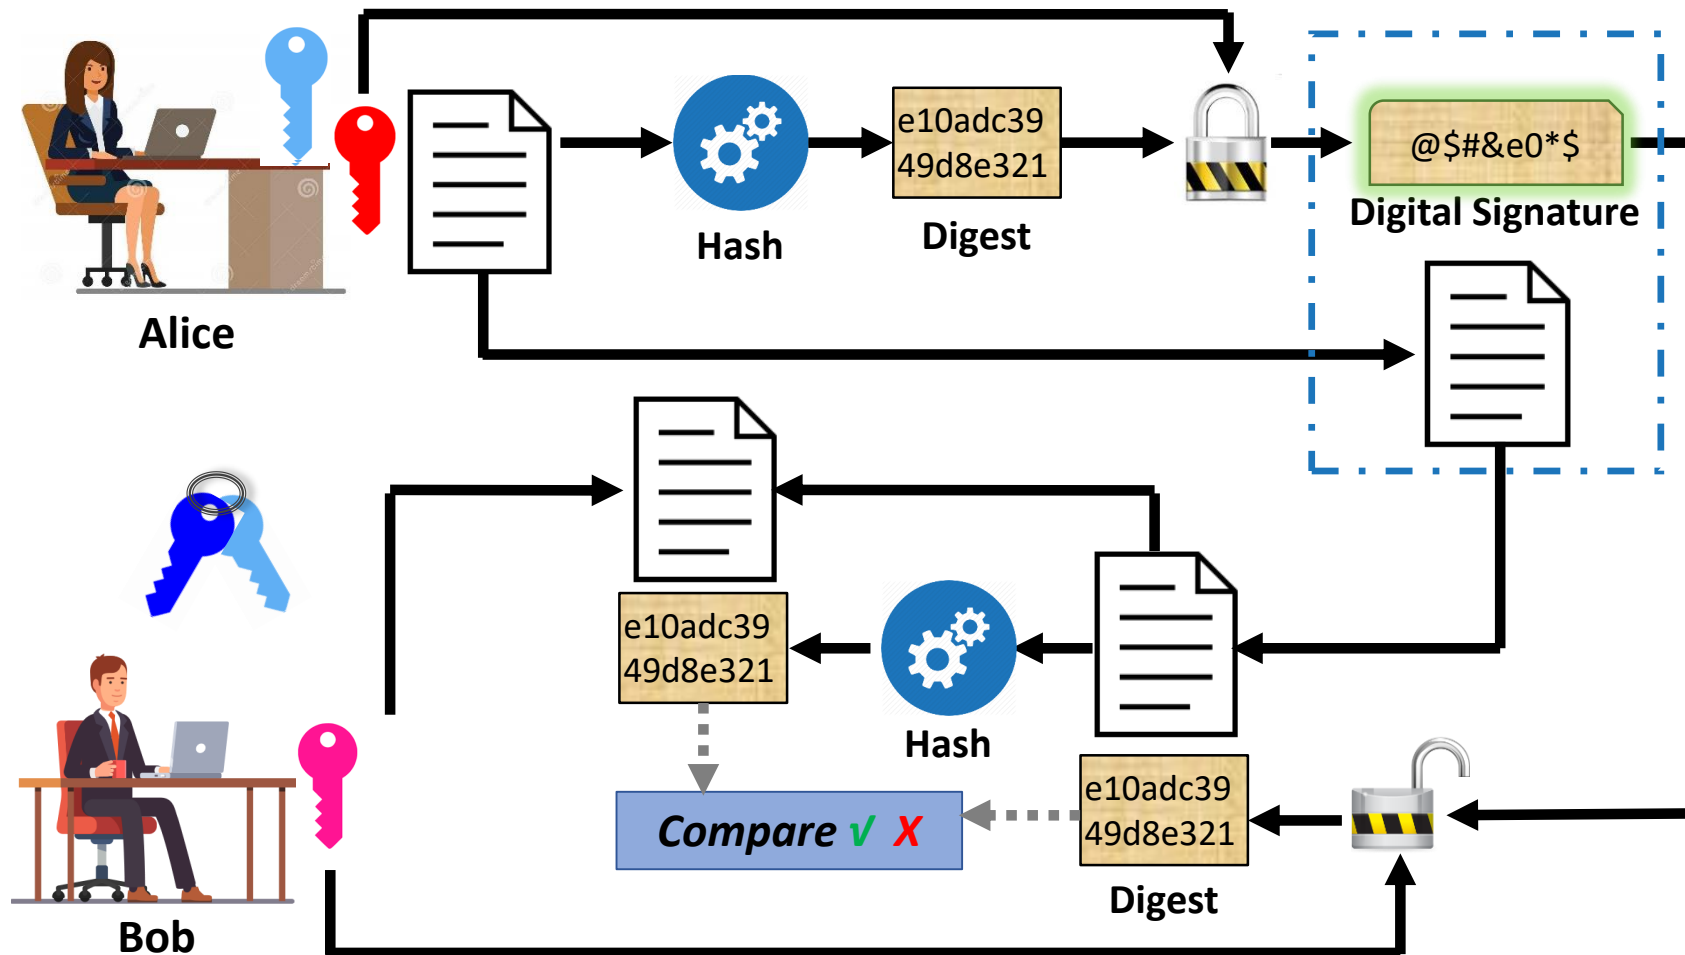 e10adc39
49d8e321
@$#&e0*$
Hash
Digest
Digital Signature
Alice
e10adc39
49d8e321
Hash
e10adc39
49d8e321
Compare √ X
Digest
Bob